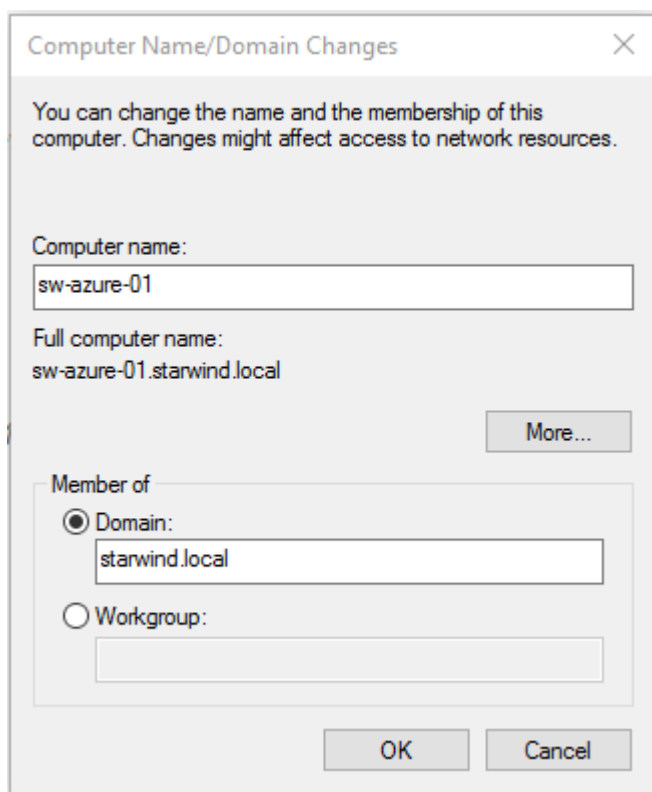 Computer Name/Domain Changes
You can change the name and the membership of this
computer. Changes might affect access to network resources.
Computer name:
sw-azure-01
Full computer name:
sw-azure-01.starwind.local
More...
Member of
Domain:
starwind.local
Workgroup:
OK
Cancel